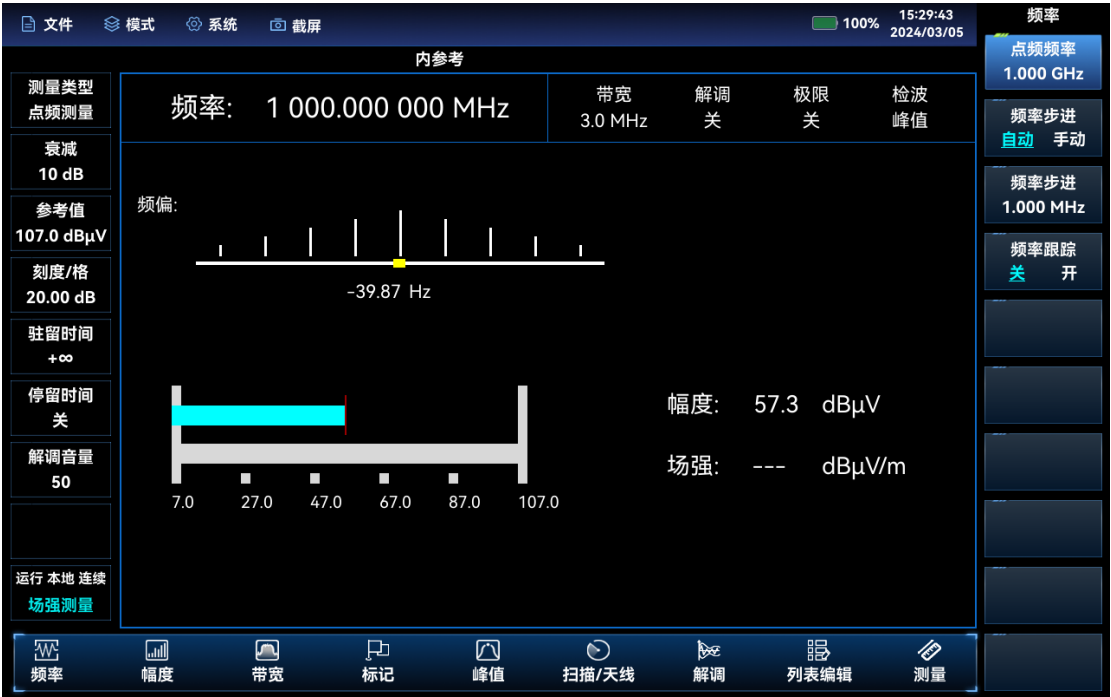 文件 模式 系统 截屏 100% 15:29:43
2024/03/05
内参考
测量类型
点频测量
衰减
10 dB
参考值
107.0 dBμV
刻度/格
20.00 dB
驻留时间
+∞
停留时间
关
解调音量
50
运行 本地 连续
场强测量
频率: 1 000.000 000 MHz
带宽 解调 极限 检波
3.0 MHz 关 关 峰值
频偏:
-39.87 Hz
幅度: 57.3 dBμV
场强: --- dBμV/m
7.0 27.0 47.0 67.0 87.0 107.0
频率
点频频率
1.000 GHz
频率步进
自动 手动
频率步进
1.000 MHz
频率跟踪
关 开
频率 幅度 带宽 标记 峰值 扫描/天线 解调 列表编辑 测量